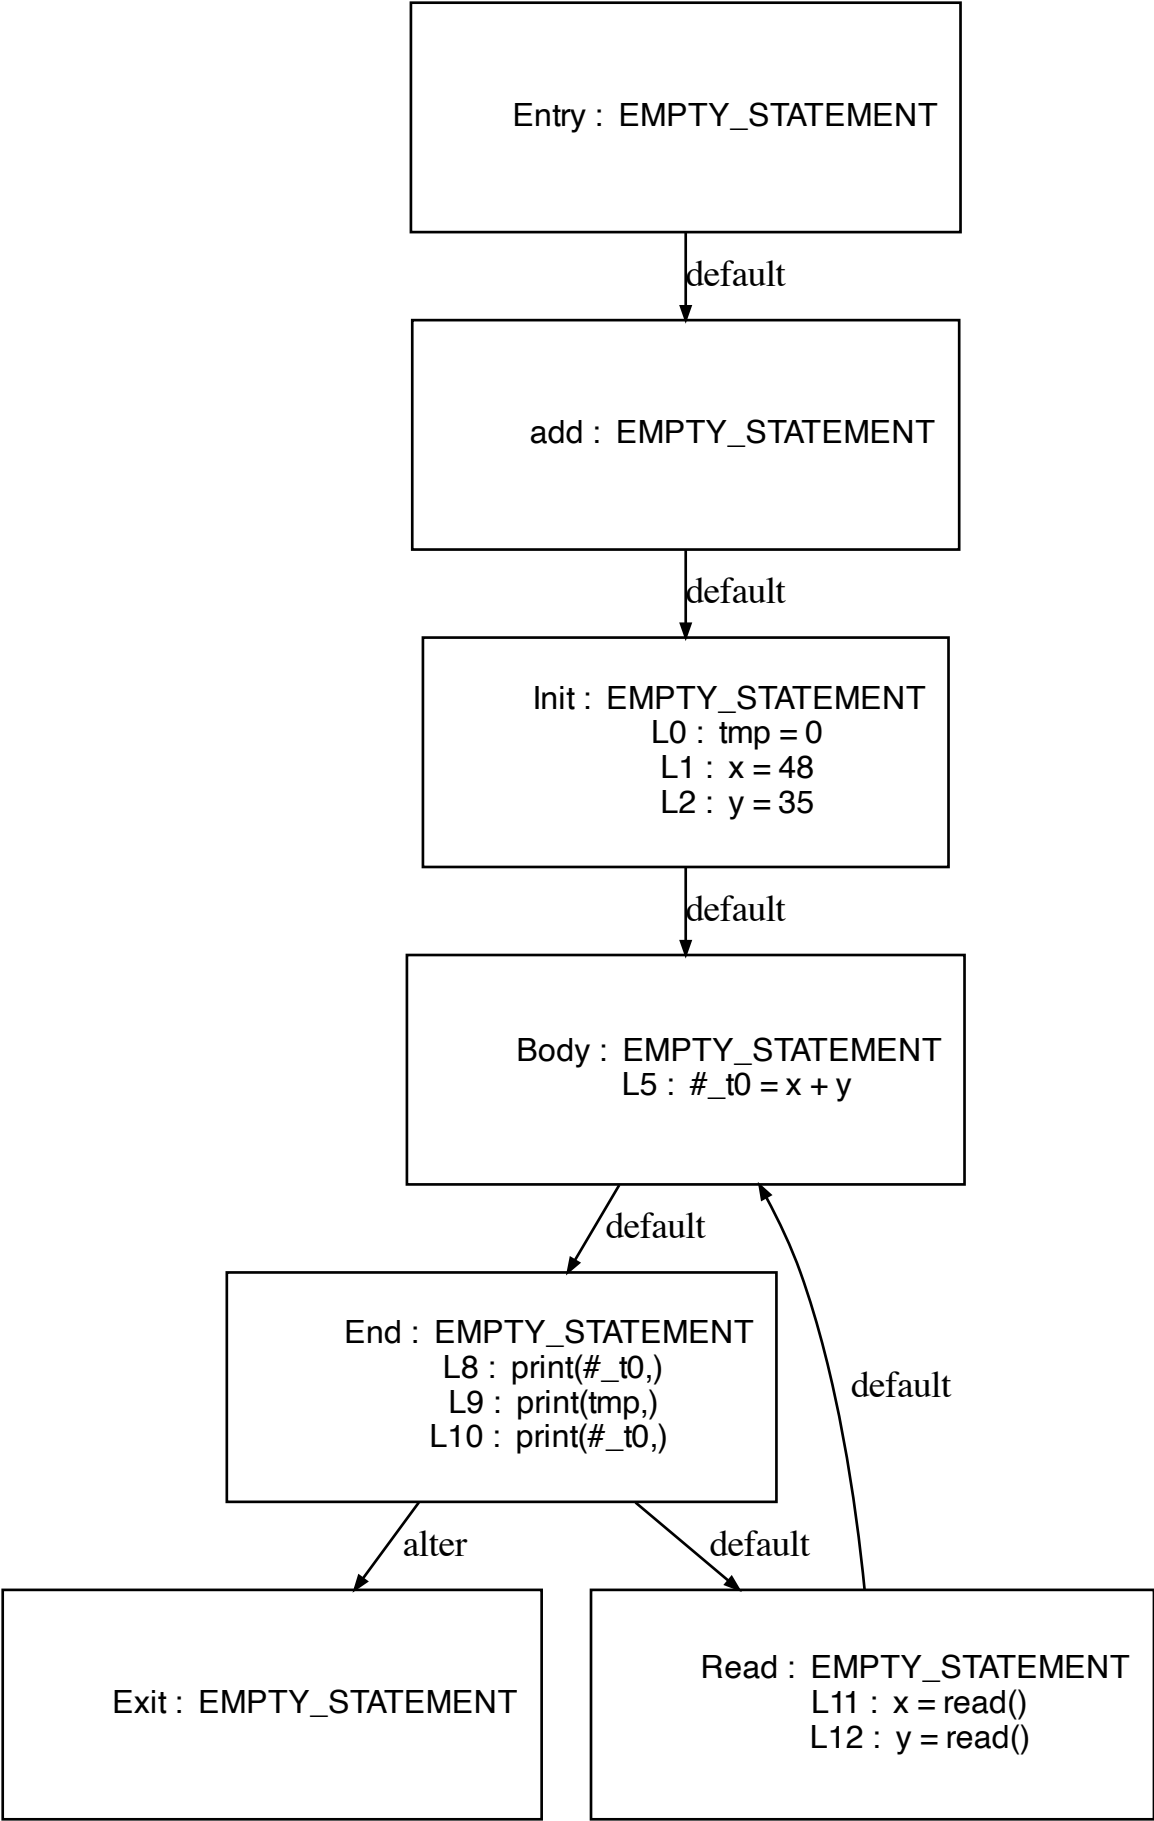 Entry : EMPTY_STATEMENT
default
add : EMPTY_STATEMENT
default
Init : EMPTY_STATEMENT
L0 : tmp = 0
L1 : x = 48
L2 : y = 35
default
Body : EMPTY_STATEMENT
L5 : #_t0 = x + y
default
End : EMPTY_STATEMENT
L8 : print(#_t0,)
L9 : print(tmp,)
L10 : print(#_t0,)
default
alter
default
Exit : EMPTY_STATEMENT
Read : EMPTY_STATEMENT
L11 : x = read()
L12 : y = read()